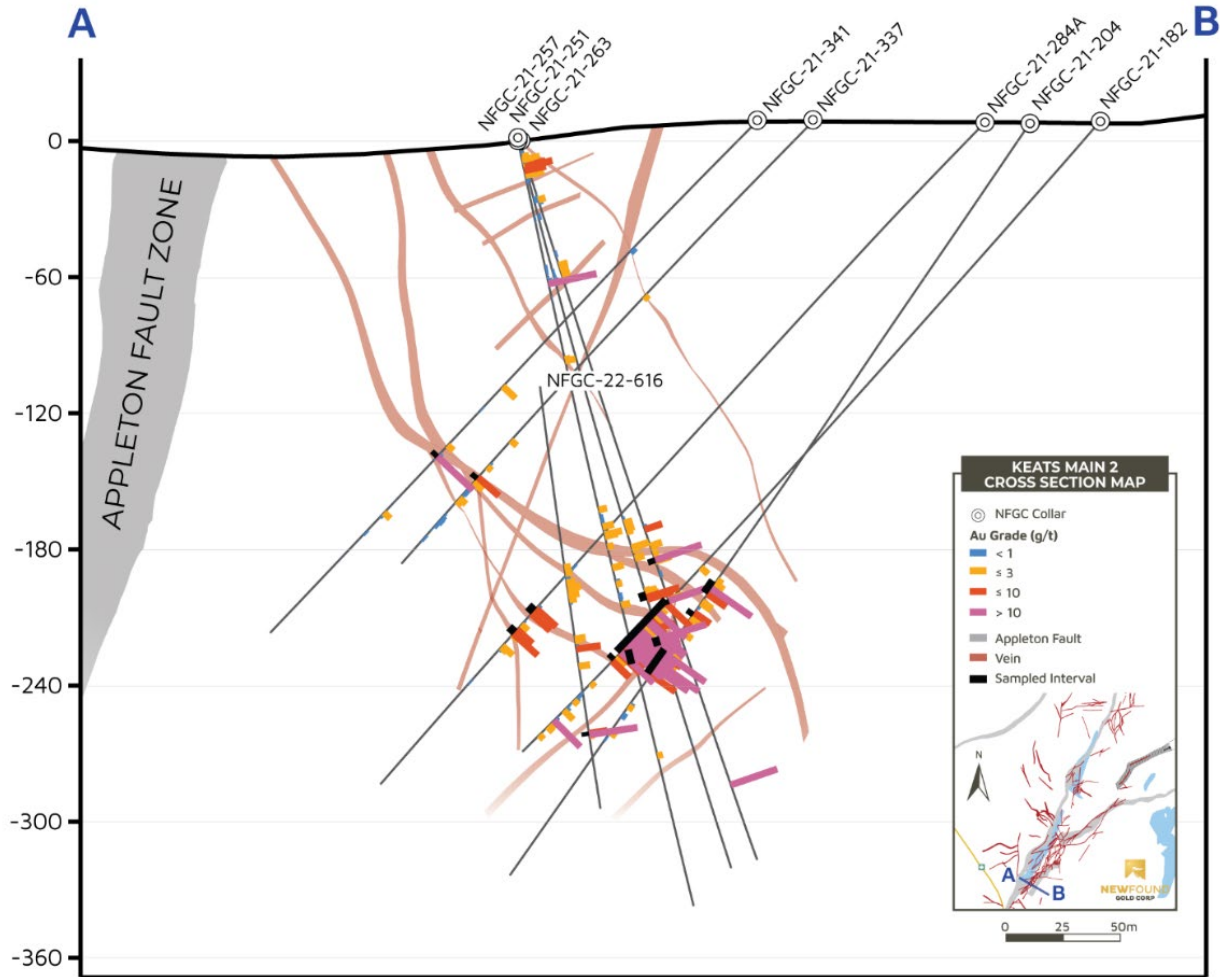 A
B
NFGC-21-257
NFGC-21-251
NFGC-21-263
NFGC-21-341
NFGC-21-337
NFGC-21-284A
NFGC-21-204
NFGC-21-182
0
-60
-120
-180
-240
-300
-360
APPLETON FAULT ZONE
NFGC-22-616
KEATS MAIN 2
CROSS SECTION MAP
NFGC Collar
Au Grade (g/t)
< 1
≤ 3
≤ 10
> 10
Appleton Fault
Vein
Sampled Interval
N
A
B
NEWFOUND
GOLD CORP
0 25 50m